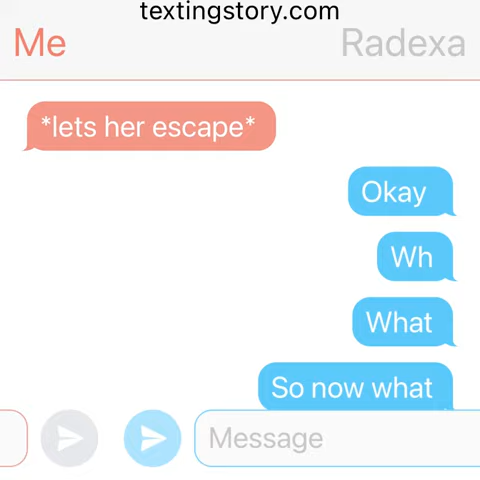 textingstory.com
Me
Radexa
*lets her escape*
Okay
Wh
What
So now what
Message